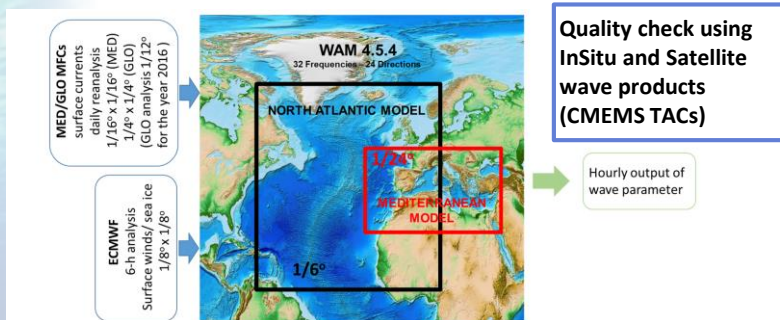 MED/GLO MFCs
surface currents
daily reanalysis
1/16° x 1/16° (MED)
1/4° x 1/4° (GLO)
(GLO analysis 1/12°
for the year 2016 )
ECMWF
6-h analysis
Surface winds/ sea ice
1/8° x 1/8°
WAM 4.5.4
32 Frequencies – 24 Directions
NORTH ATLANTIC MODEL
1/24°
MEDITERRANEAN
MODEL
1/6°
Quality check using
InSitu and Satellite
wave products
(CMEMS TACs)
Hourly output of
wave parameter